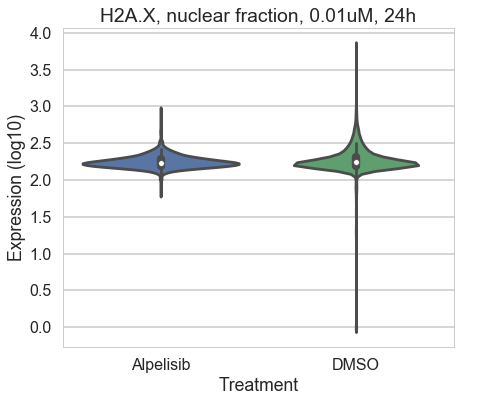 H2A.X, nuclear fraction, 0.01uM, 24h
4.0
3.5
3.0
2.5
2.0
1.5
1.0
0.5
0.0
Expression (log10)
Alpelisib DMSO
Treatment